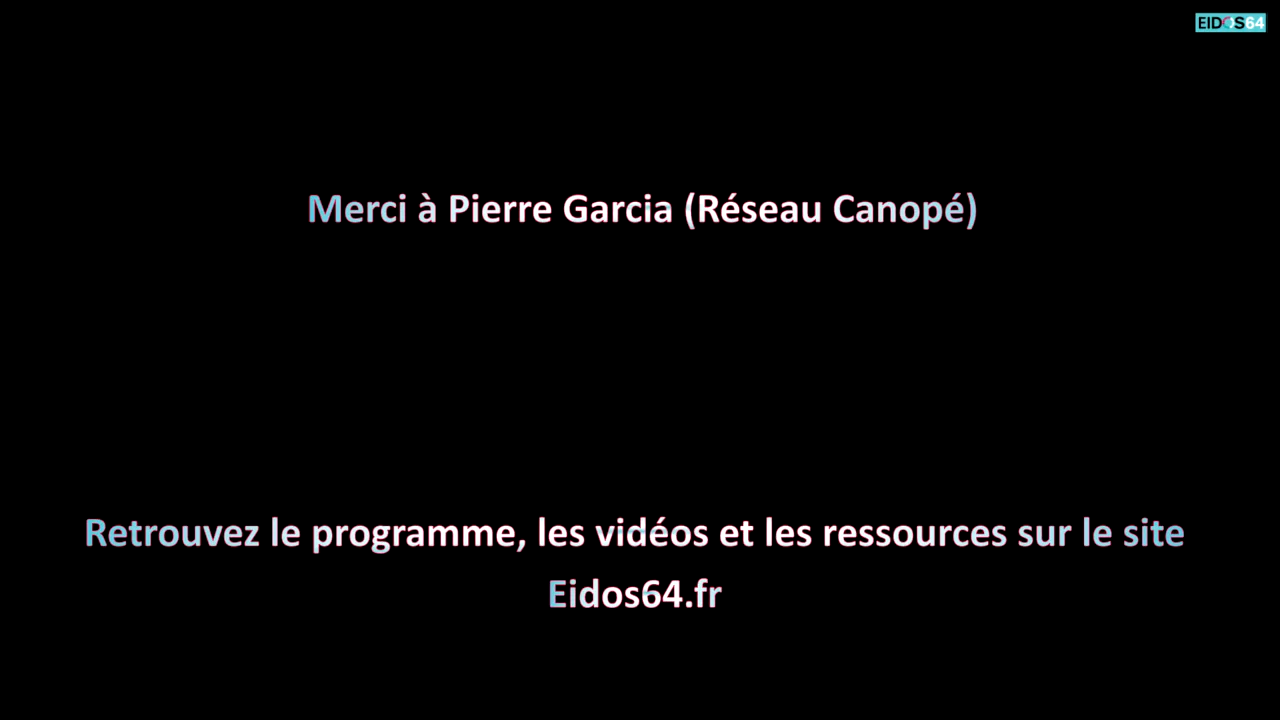 EIDOS64
Merci à Pierre Garcia (Réseau Canopé)
Retrouvez le programme, les vidéos et les ressources sur le site
Eidos64.fr